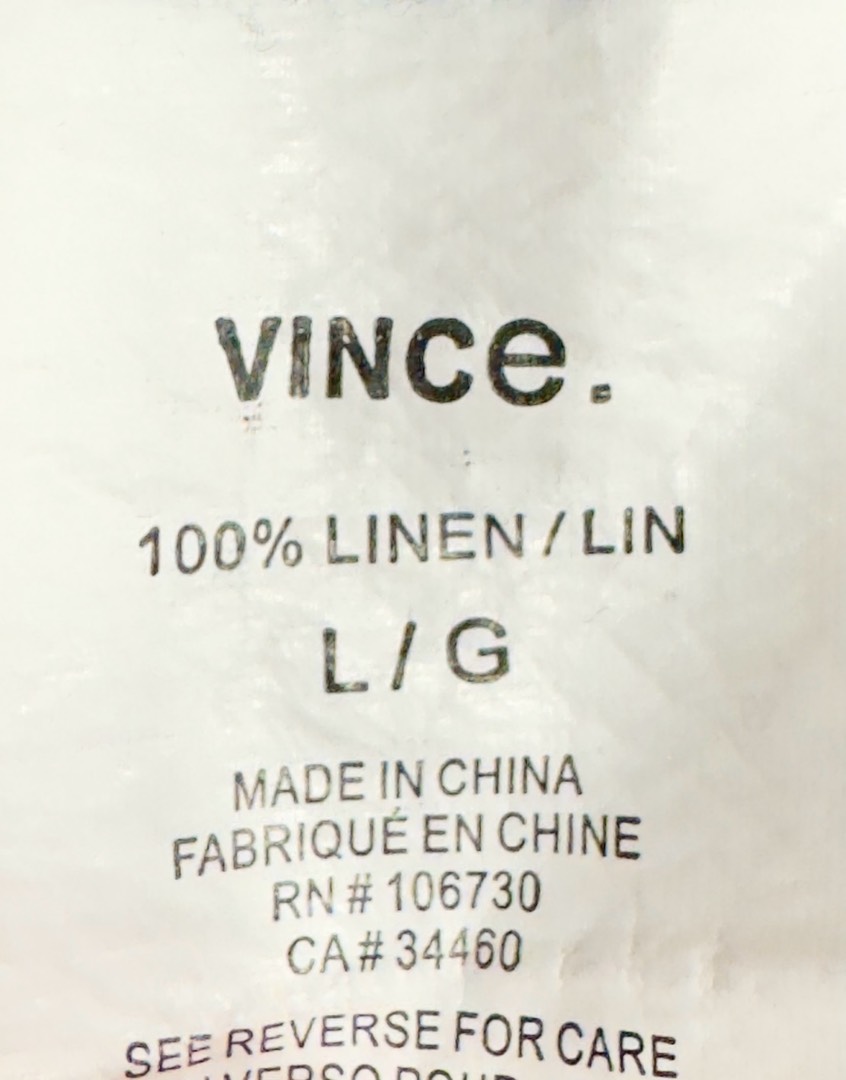 VINCe.
100% LINEN / LIN
L / G
MADE IN CHINA
FABRIQUÉ EN CHINE
RN # 106730
CA # 34460
SEE REVERSE FOR CARE